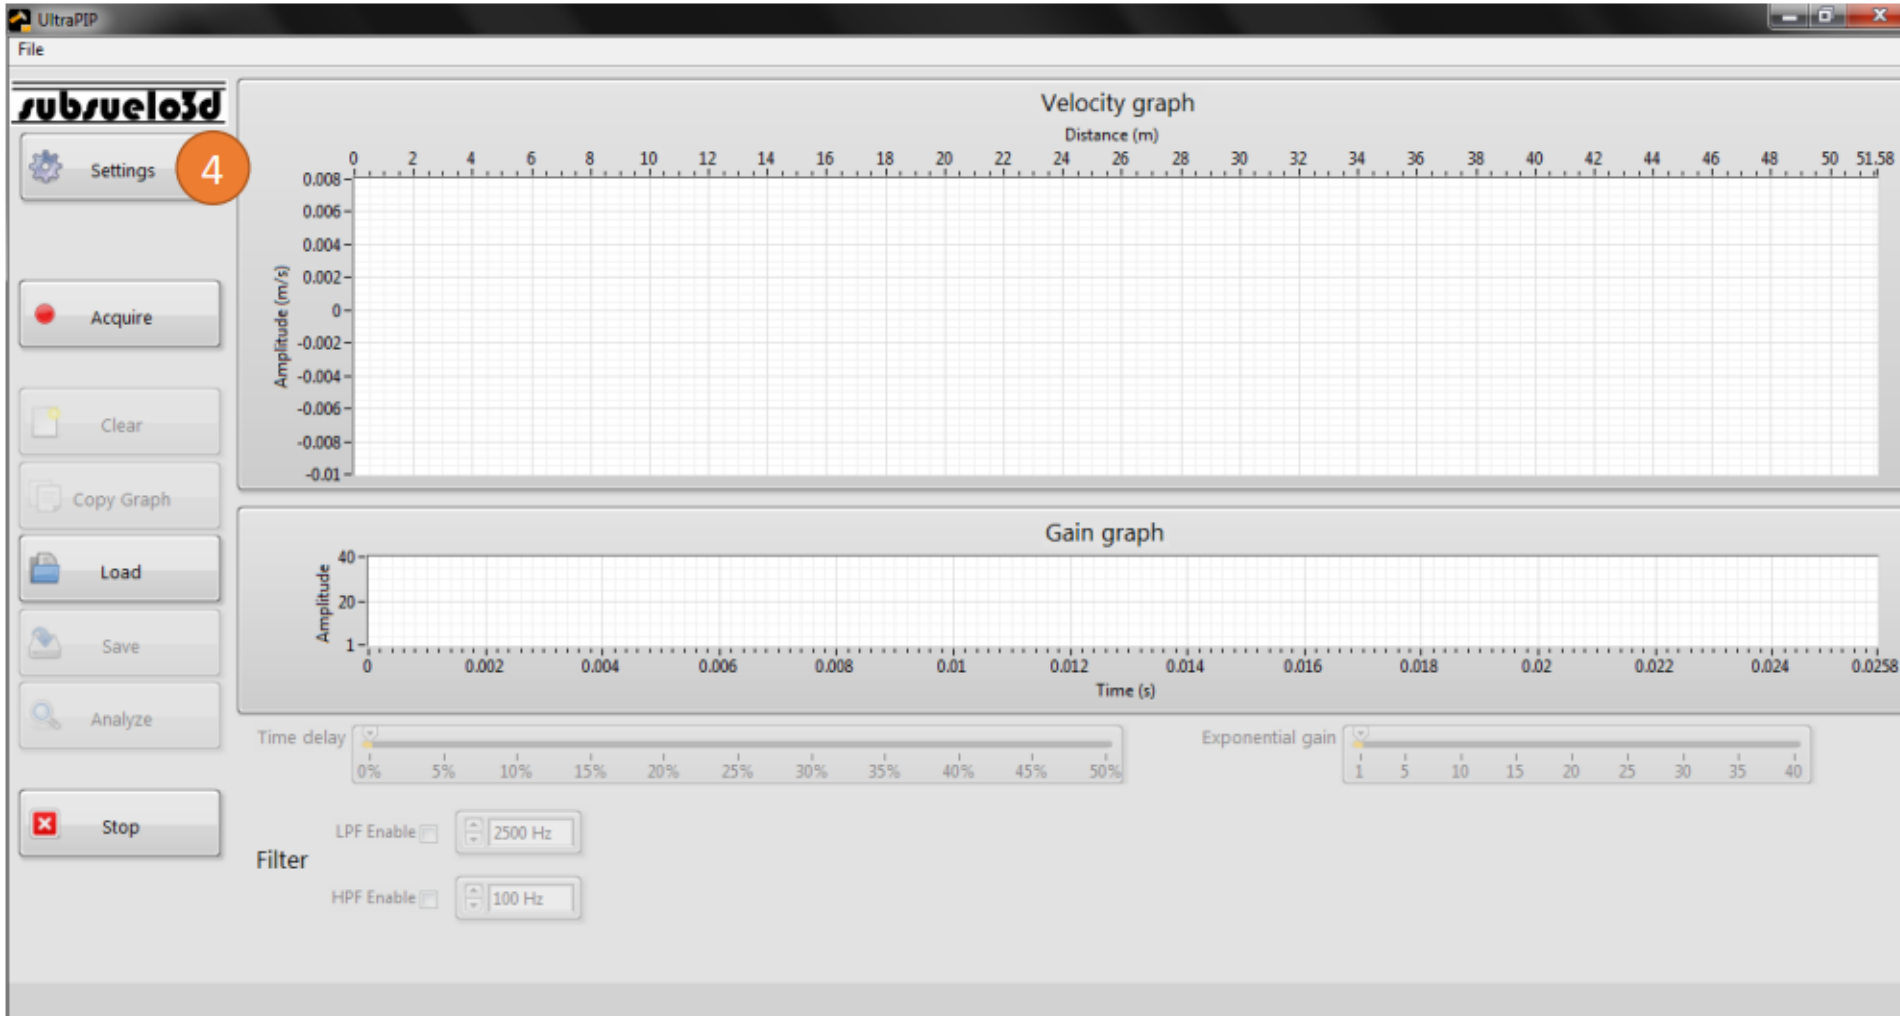 UltraPIP
File
subsuelo3d
Settings
4
Acquire
Clear
Copy Graph
Load
Save
Analyze
Stop
Velocity graph
Distance (m)
0 2 4 6 8 10 12 14 16 18 20 22 24 26 28 30 32 34 36 38 40 42 44 46 48 50 51.58
Amplitude (m/s)
0.008
0.006
0.004
0.002
0
-0.002
-0.004
-0.006
-0.008
-0.01
Gain graph
Amplitude
40
20
1
0 0.002 0.004 0.006 0.008 0.01 0.012 0.014 0.016 0.018 0.02 0.022 0.024 0.0258
Time (s)
Time delay
0% 5% 10% 15% 20% 25% 30% 35% 40% 45% 50%
Exponential gain
1 5 10 15 20 25 30 35 40
Filter
LPF Enable 2500 Hz
HPF Enable 100 Hz